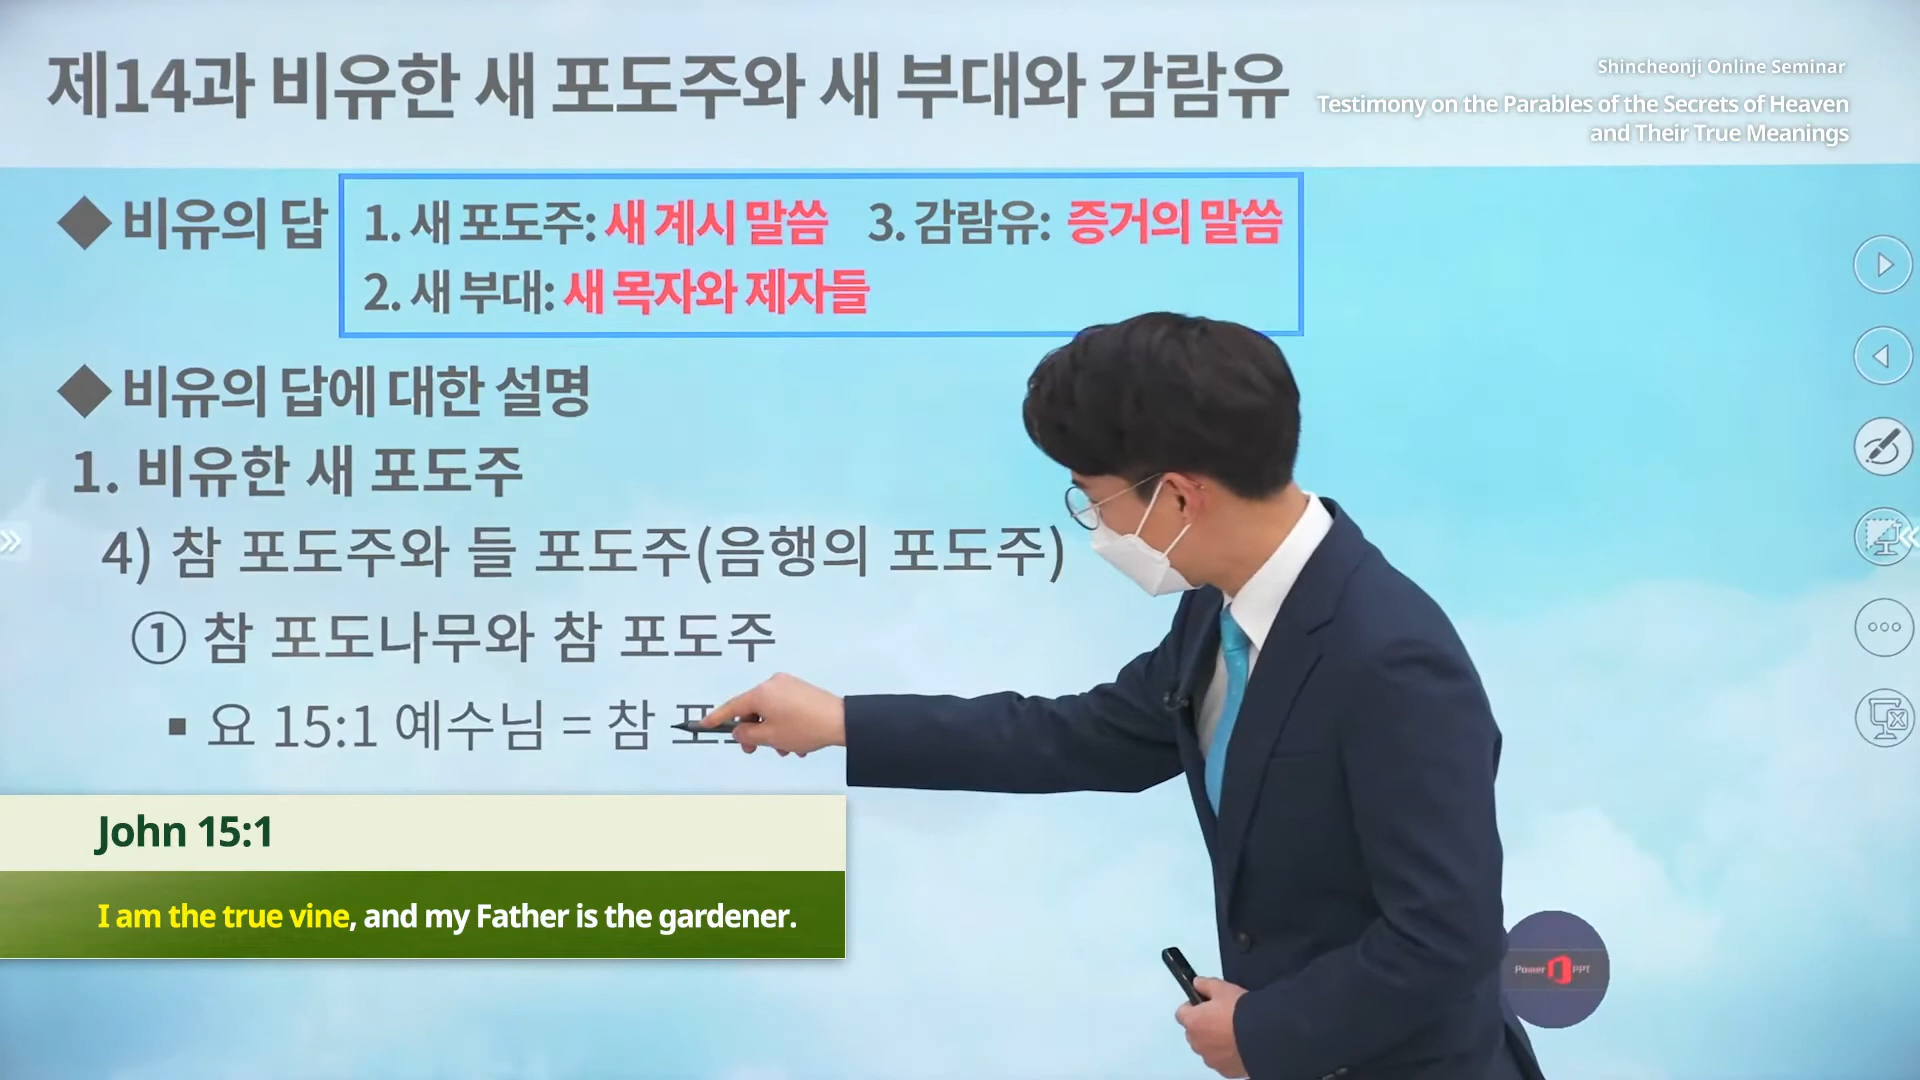 제14과 비유한 새 포도주와 새 부대와 감람유
Shincheonji Online Seminar
Testimony on the Parables of the Secrets of Heaven
and Their True Meanings
◆ 비유의 답
1. 새 포도주: 새 계시 말씀 3. 감람유: 증거의 말씀
2. 새 부대: 새 목자와 제자들
◆ 비유의 답에 대한 설명
1. 비유한 새 포도주
4) 참 포도주와 들 포도주(음행의 포도주)
① 참 포도나무와 참 포도주
▪ 요 15:1 예수님 = 참
John 15:1
I am the true vine, and my Father is the gardener.
Power PPT